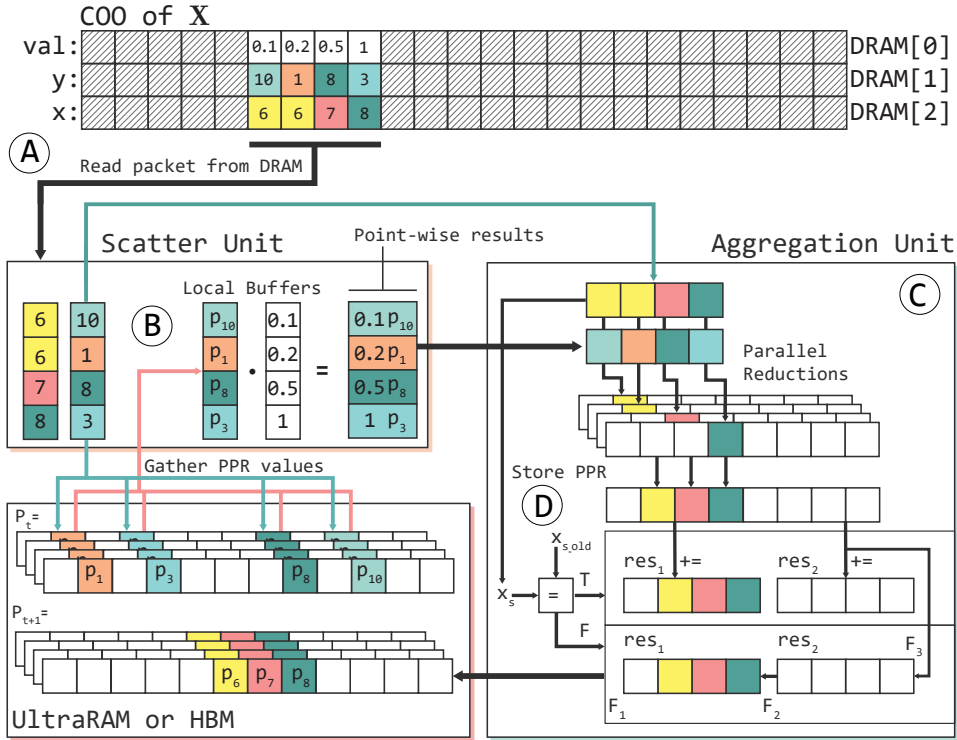 COO of X
val: 0.1 0.2 0.5 1 DRAM[0]
y: 10 1 8 3 DRAM[1]
x: 6 6 7 8 DRAM[2]
A
Read packet from DRAM
Scatter Unit
Point-wise results
Aggregation Unit
B
Local Buffers
C
6 10 p10 0.1 0.1p10
6 1 p1 · 0.2 = 0.2p1
7 8 p8 0.5 0.5p8
8 3 p3 1 1 p3
Parallel
Reductions
Gather PPR values
Store PPR
D
Pt=
p1 p3 p8 p10
xs_old
xs = T F
res1 += res2 +=
res1 res2
F3
F1 F2
Pt+1=
p6 p7 p8
UltraRAM or HBM